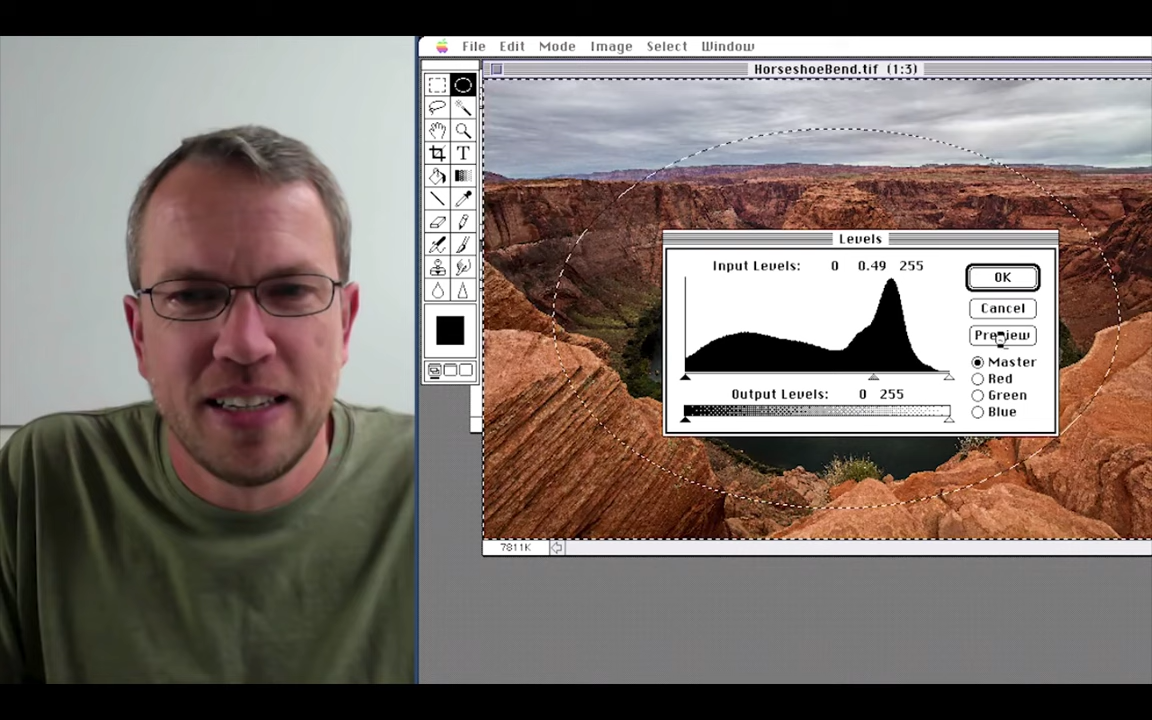 File Edit Mode Image Select Window
HorseshoeBend.tif (1:3)
T
Levels
Input Levels: 0 0.49 255
OK
Cancel
Preview
Master
Red
Output Levels: 0 255
Green
Blue
7811K